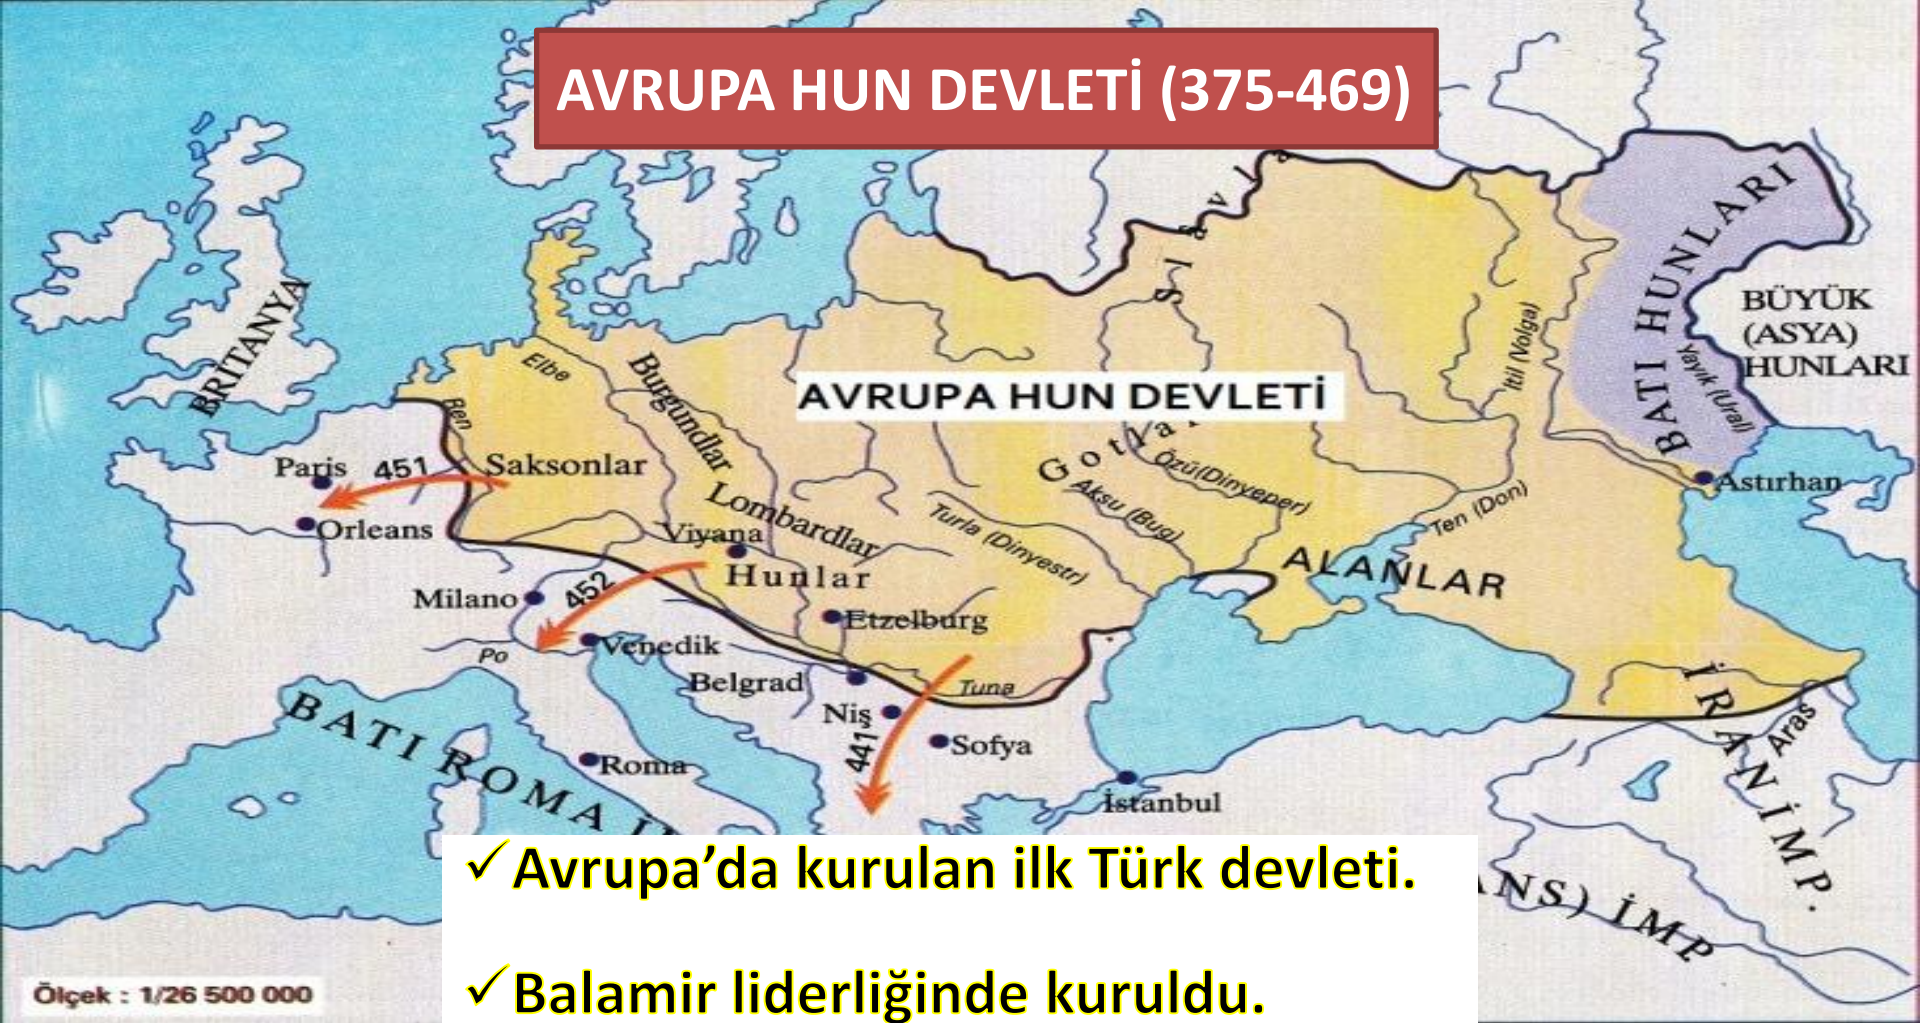 AVRUPA HUN DEVLETİ (375-469)
BRİTANYA
Elbe
Ren
Burgundlar
Saksonlar
Paris
451
Orleans
Lombardlar
Viyana
Hunlar
Milano
452
Etzelburg
Venedik
Po
Belgrad
Tuna
Niş
441
Sofya
Roma
İstanbul
BATI ROMA
AVRUPA HUN DEVLETİ
Özü(Dinyeper)
Aksu (Bug)
Turla (Dinyestr)
Ten (Don)
ALANLAR
İtil (Volga)
BATI HUNLARI
Yayık (Ural)
BÜYÜK
(ASYA)
HUNLARI
Astırhan
İRAN İMP.
Aras
ANS) İMP
Ölçek : 1/26 500 000
✓ Avrupa’da kurulan ilk Türk devleti.
✓ Balamir liderliğinde kuruldu.